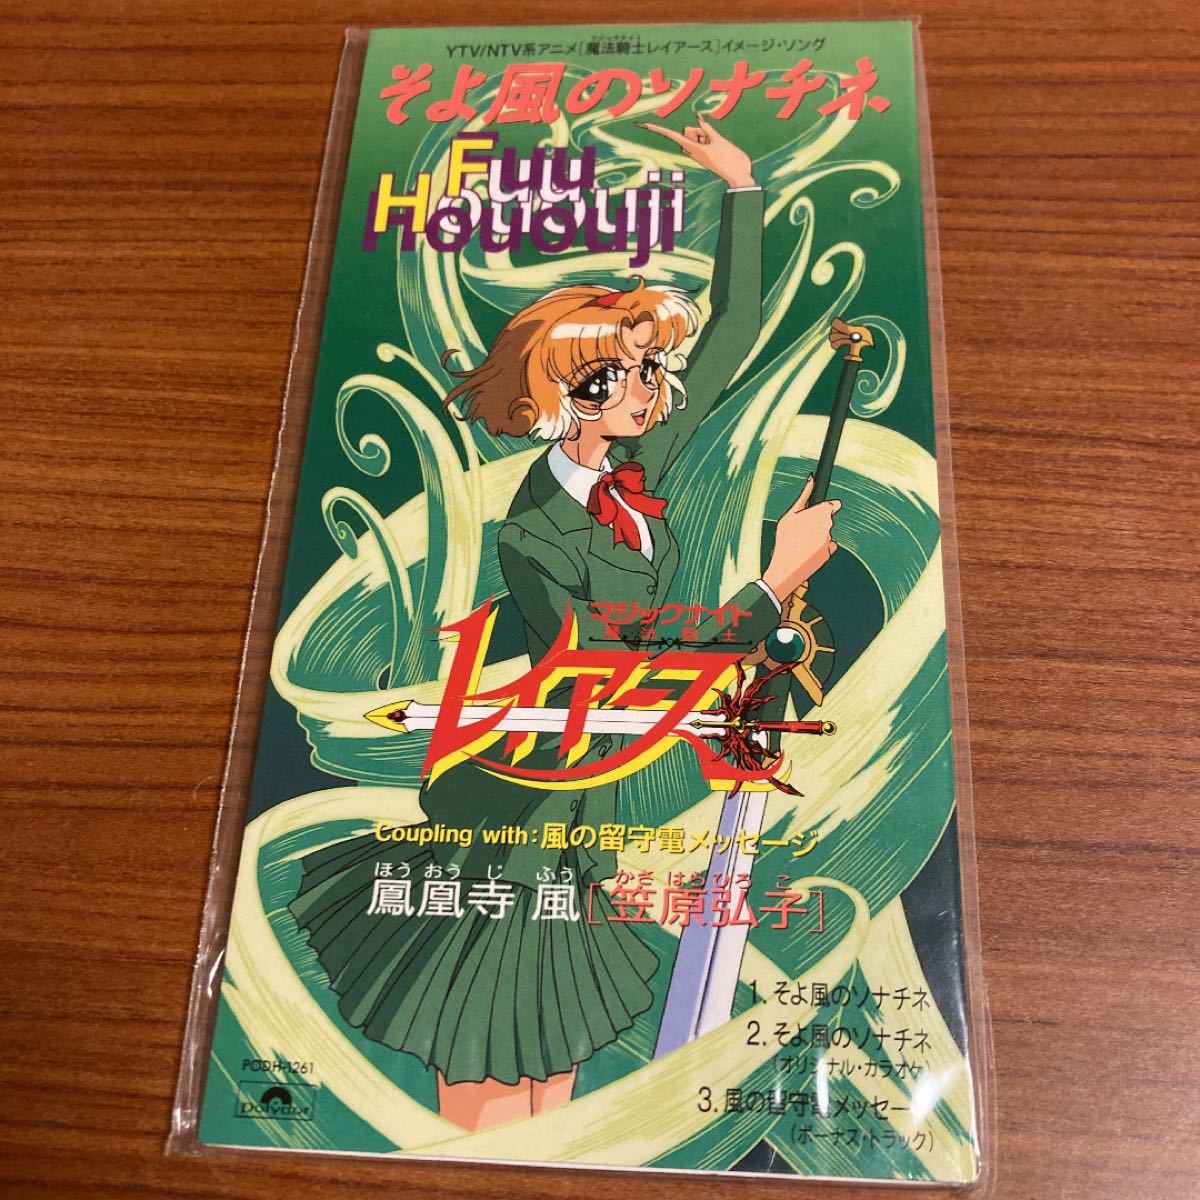 マジックナイト
YTV/NTV系アニメ[魔法騎士レイアース]イメージ・ソング
そよ風のソナチネ
Fuu
Hououji
マジックナイト
魔法騎士
レイアース
Coupling with:風の留守電メッセージ
ほう おう じ ふう かさ はら ひろ こ
鳳凰寺 風[笠原弘子]
1. そよ風のソナチネ
2. そよ風のソナチネ
(オリジナル・カラオケ)
3. 風の留守電メッセージ
(ボーナス・トラック)
PODH-1261
polydor